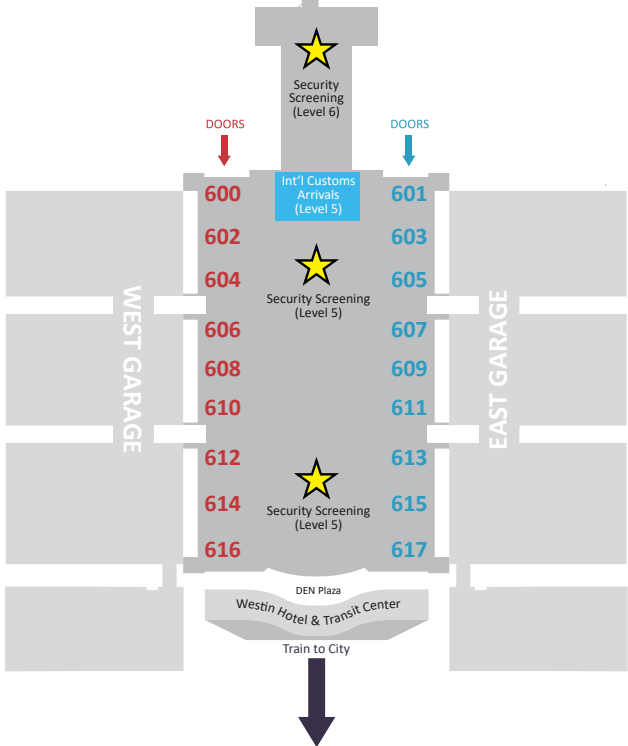 Security
Screening
(Level 6)
DOORS
DOORS
Int'l Customs
Arrivals
(Level 5)
600
601
602
603
604
605
Security Screening
(Level 5)
WEST GARAGE
EAST GARAGE
606
607
608
609
610
611
612
613
614
615
Security Screening
(Level 5)
616
617
DEN Plaza
Westin Hotel & Transit Center
Train to City